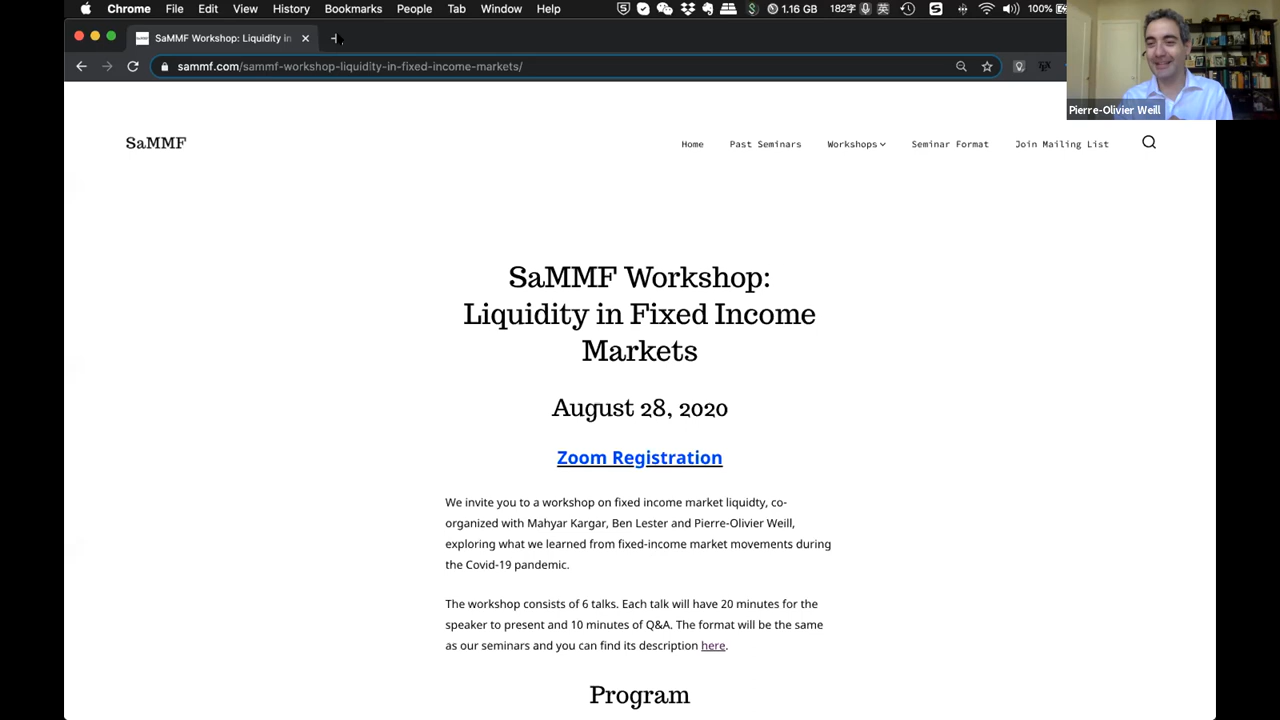 Chrome File Edit View History Bookmarks People Tab Window Help 1.16 GB 182字 英 100%
SaMMF Workshop: Liquidity in
sammf.com/sammf-workshop-liquidity-in-fixed-income-markets/
Pierre-Olivier Weill
SaMMF
Home Past Seminars Workshops Seminar Format Join Mailing List
SaMMF Workshop:
Liquidity in Fixed Income
Markets
August 28, 2020
Zoom Registration
We invite you to a workshop on fixed income market liquidty, co-
organized with Mahyar Kargar, Ben Lester and Pierre-Olivier Weill,
exploring what we learned from fixed-income market movements during
the Covid-19 pandemic.
The workshop consists of 6 talks. Each talk will have 20 minutes for the
speaker to present and 10 minutes of Q&A. The format will be the same
as our seminars and you can find its description here.
Program